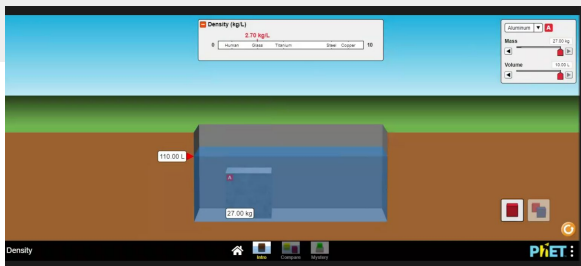 Density (kg/L)
2.70 kg/L
0 Human Glass Titanium Steel Copper 10
Aluminum A
Mass 27.00 kg
Volume 10.00 L
110.00 L
A
27.00 kg
Density
Intro Compare Mystery
PhET